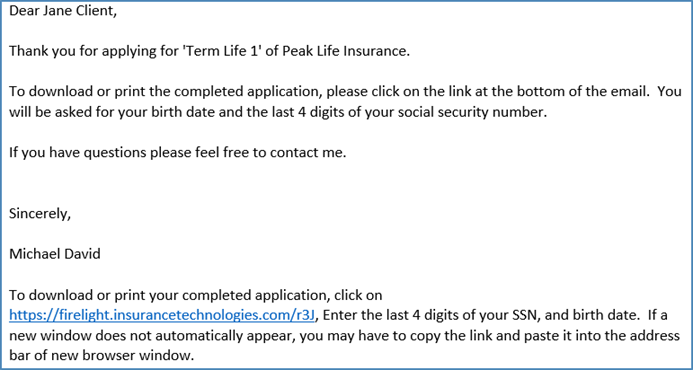 Dear Jane Client,
Thank you for applying for 'Term Life 1' of Peak Life Insurance.
To download or print the completed application, please click on the link at the bottom of the email.  You
will be asked for your birth date and the last 4 digits of your social security number.
If you have questions please feel free to contact me.
Sincerely,
Michael David
To download or print your completed application, click on
https://firelight.insurancetechnologies.com/r3J, Enter the last 4 digits of your SSN, and birth date.  If a
new window does not automatically appear, you may have to copy the link and paste it into the address
bar of new browser window.